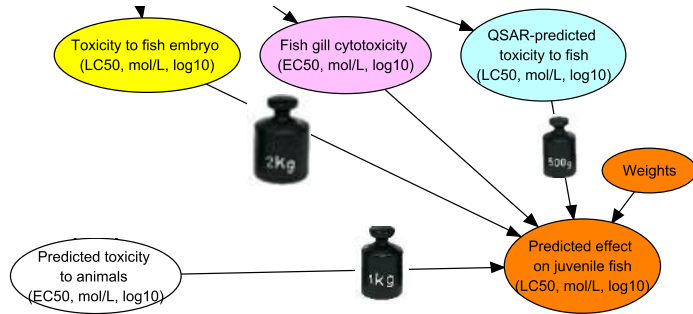 Toxicity to fish embryo
(LC50, mol/L, log10)
Fish gill cytotoxicity
(EC50, mol/L, log10)
QSAR-predicted
toxicity to fish
(LC50, mol/L, log10)
2Kg
500g
Weights
Predicted toxicity
to animals
(EC50, mol/L, log10)
1kg
Predicted effect
on juvenile fish
(LC50, mol/L, log10)